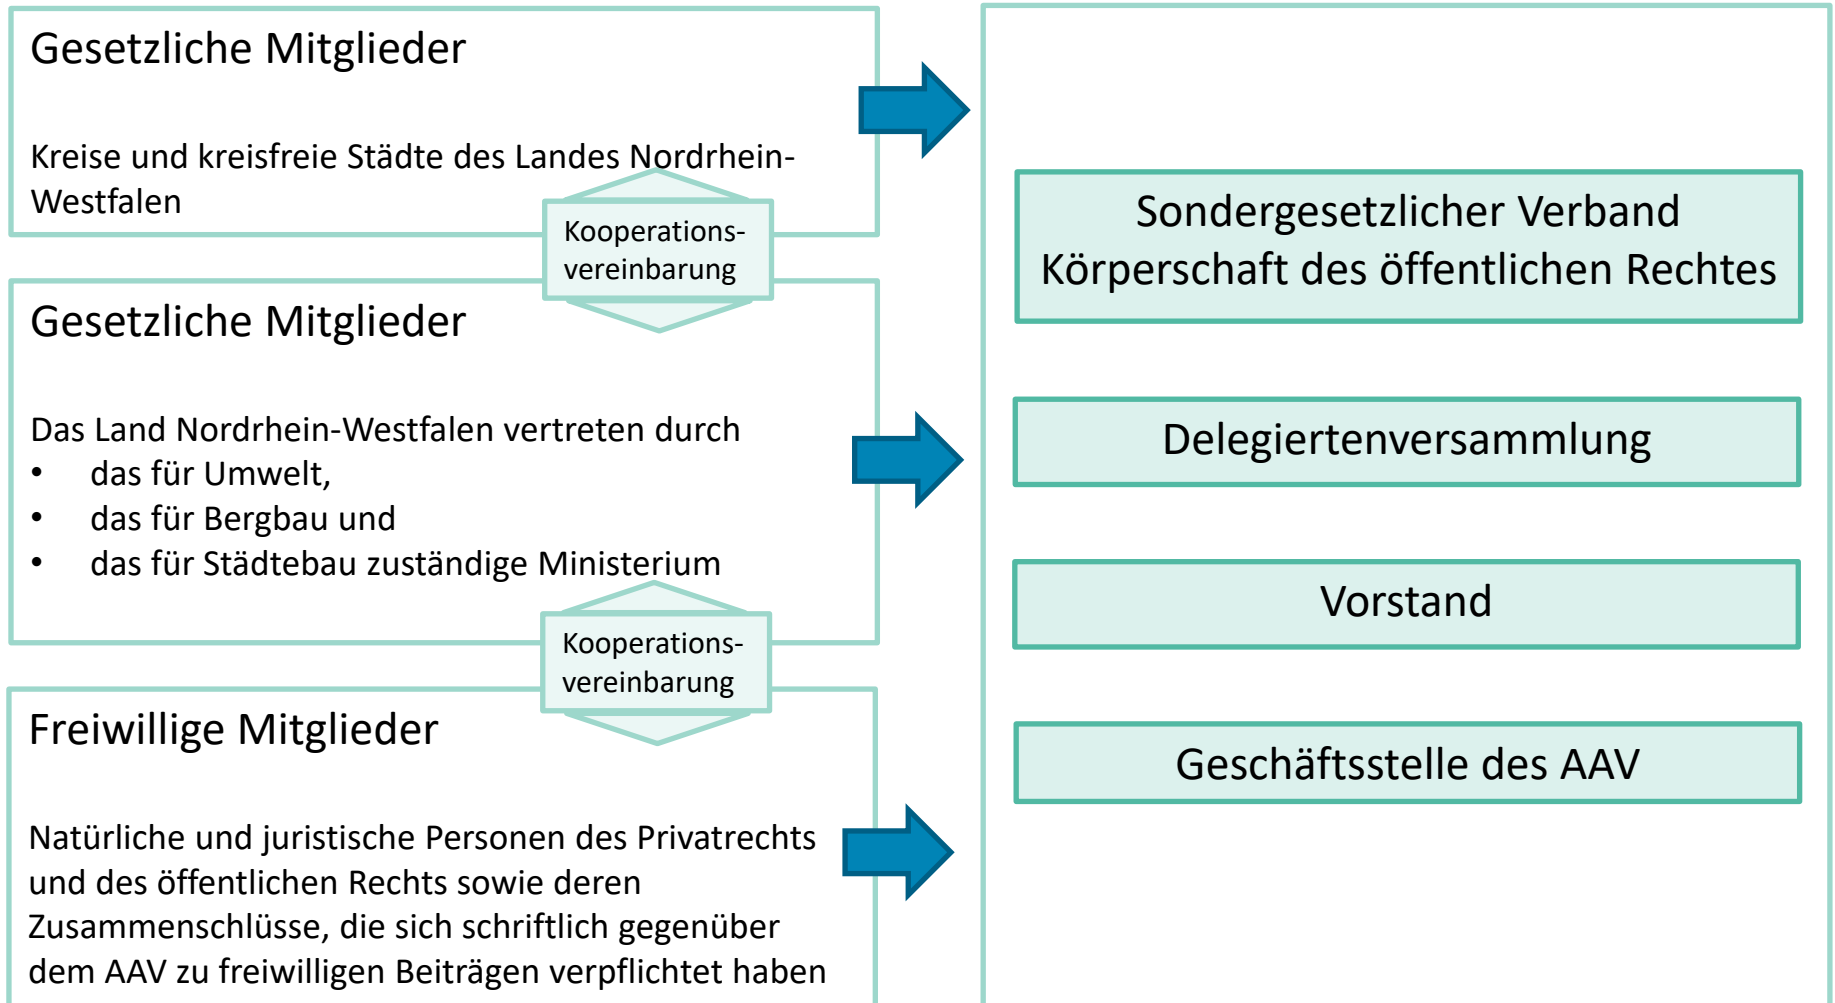 Gesetzliche Mitglieder
Kreise und kreisfreie Städte des Landes Nordrhein-
Westfalen
Kooperations-
vereinbarung
Gesetzliche Mitglieder
Das Land Nordrhein-Westfalen vertreten durch
• das für Umwelt,
• das für Bergbau und
• das für Städtebau zuständige Ministerium
Kooperations-
vereinbarung
Freiwillige Mitglieder
Natürliche und juristische Personen des Privatrechts
und des öffentlichen Rechts sowie deren
Zusammenschlüsse, die sich schriftlich gegenüber
dem AAV zu freiwilligen Beiträgen verpflichtet haben
Sondergesetzlicher Verband
Körperschaft des öffentlichen Rechtes
Delegiertenversammlung
Vorstand
Geschäftsstelle des AAV